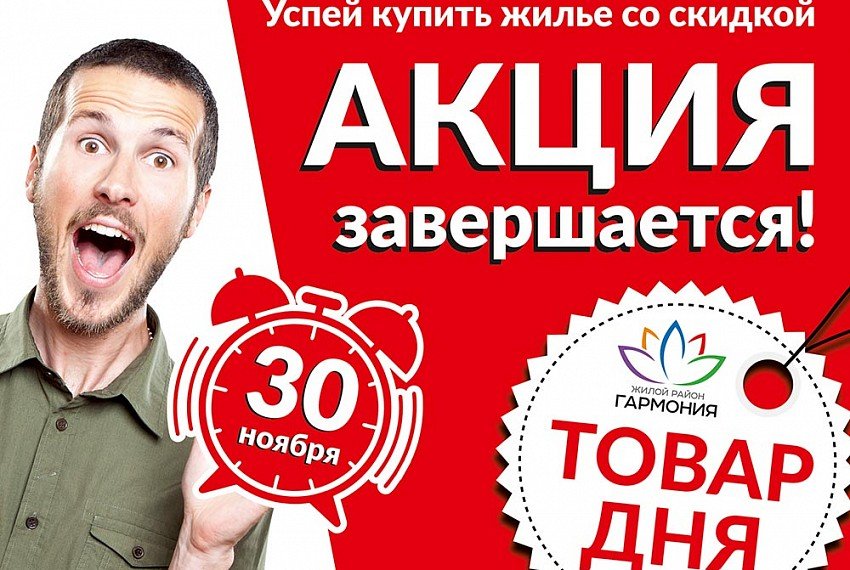 Успей купить жилье со скидкой
АКЦИЯ
завершается!
30
ноября
ЖИЛОЙ РАЙОН
ГАРМОНИЯ
ТОВАР
ДНЯ